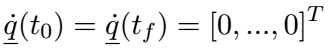 q̲̇(t₀) = q̲̇(t_f) = [0, ..., 0]ᵀ